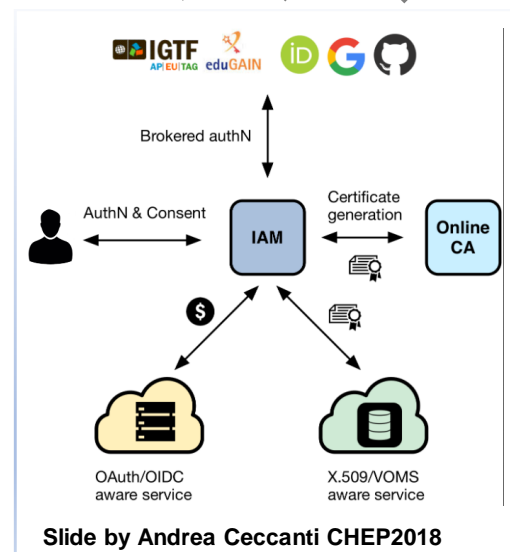 IGTF
AP|EU|TAG
eduGAIN
iD
G
Brokered authN
AuthN & Consent
IAM
Certificate
generation
Online
CA
$
OAuth/OIDC
aware service
X.509/VOMS
aware service
Slide by Andrea Ceccanti CHEP2018